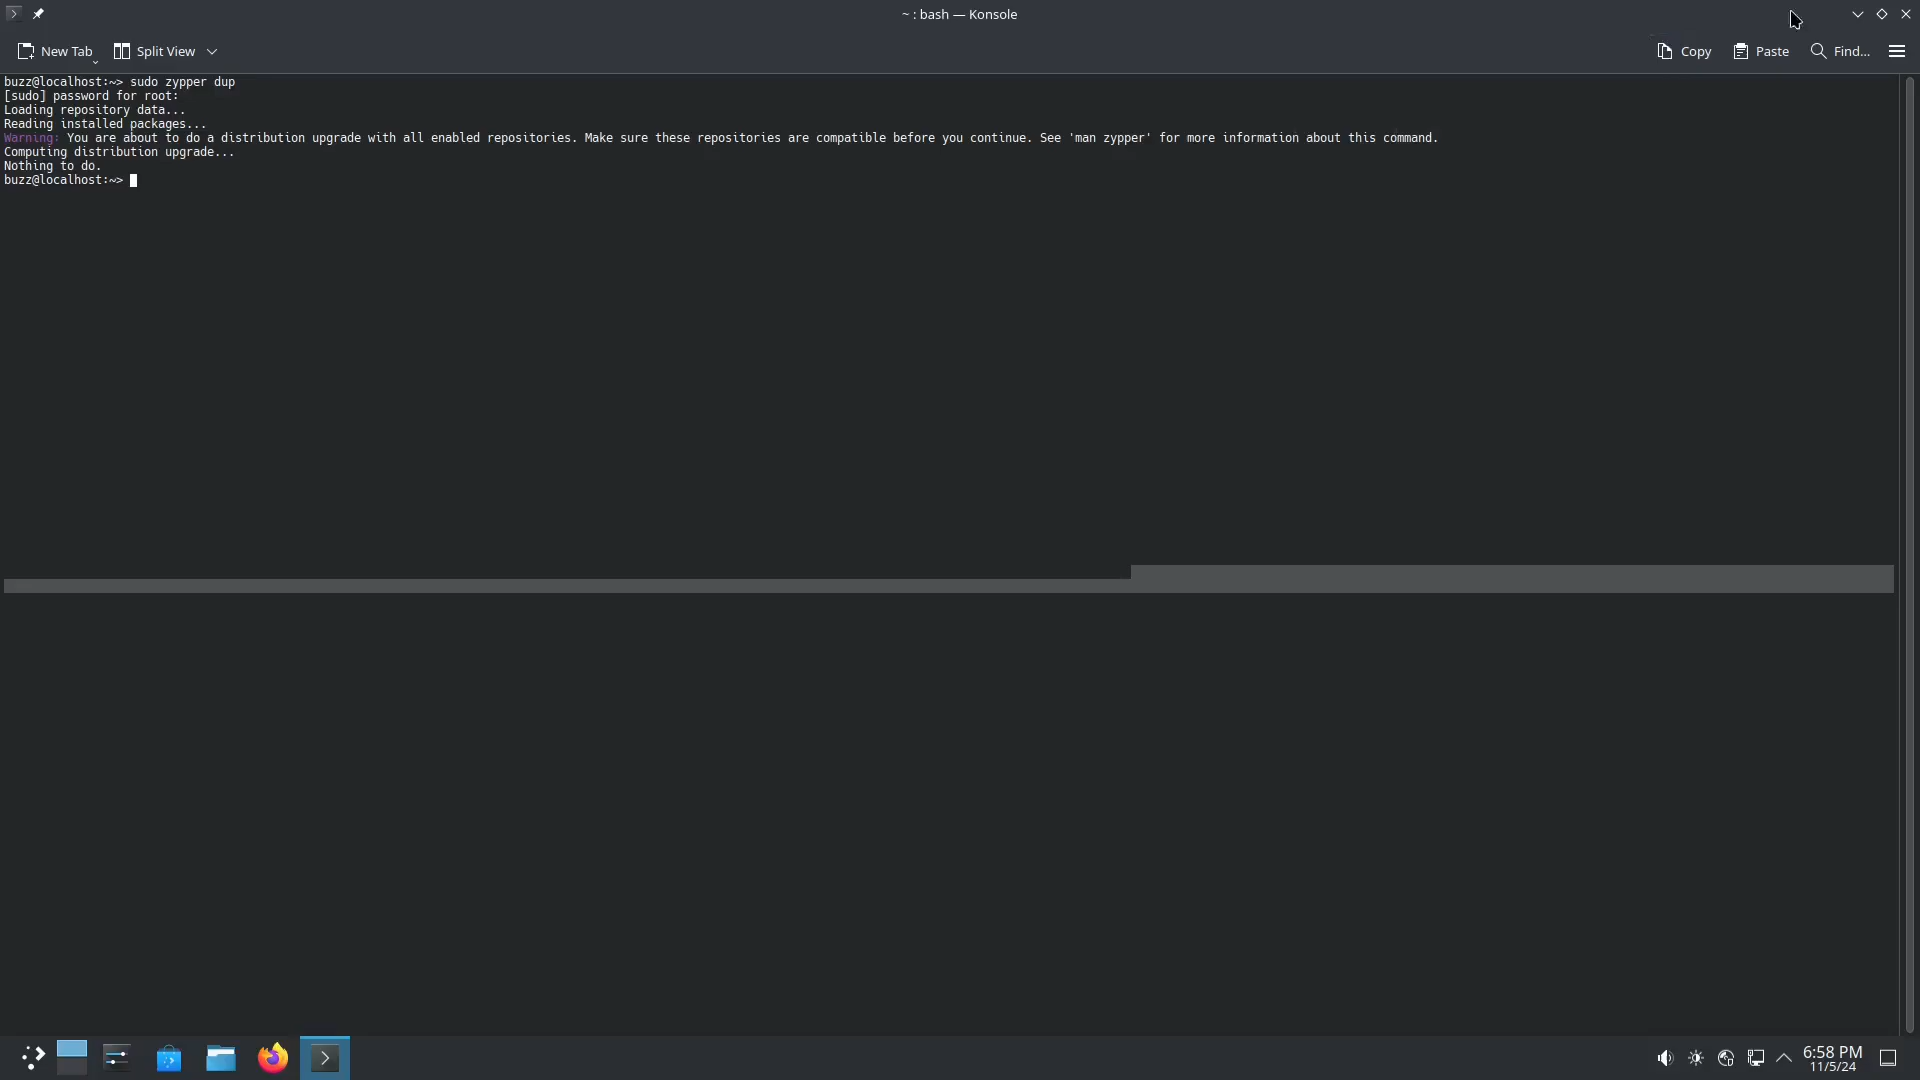 ~ : bash — Konsole
New Tab
Split View
Copy
Paste
Find...
buzz@localhost:~> sudo zypper dup
[sudo] password for root:
Loading repository data...
Reading installed packages...
Warning: You are about to do a distribution upgrade with all enabled repositories. Make sure these repositories are compatible before you continue. See 'man zypper' for more information about this command.
Computing distribution upgrade...
Nothing to do.
buzz@localhost:~>
6:58 PM
11/5/24